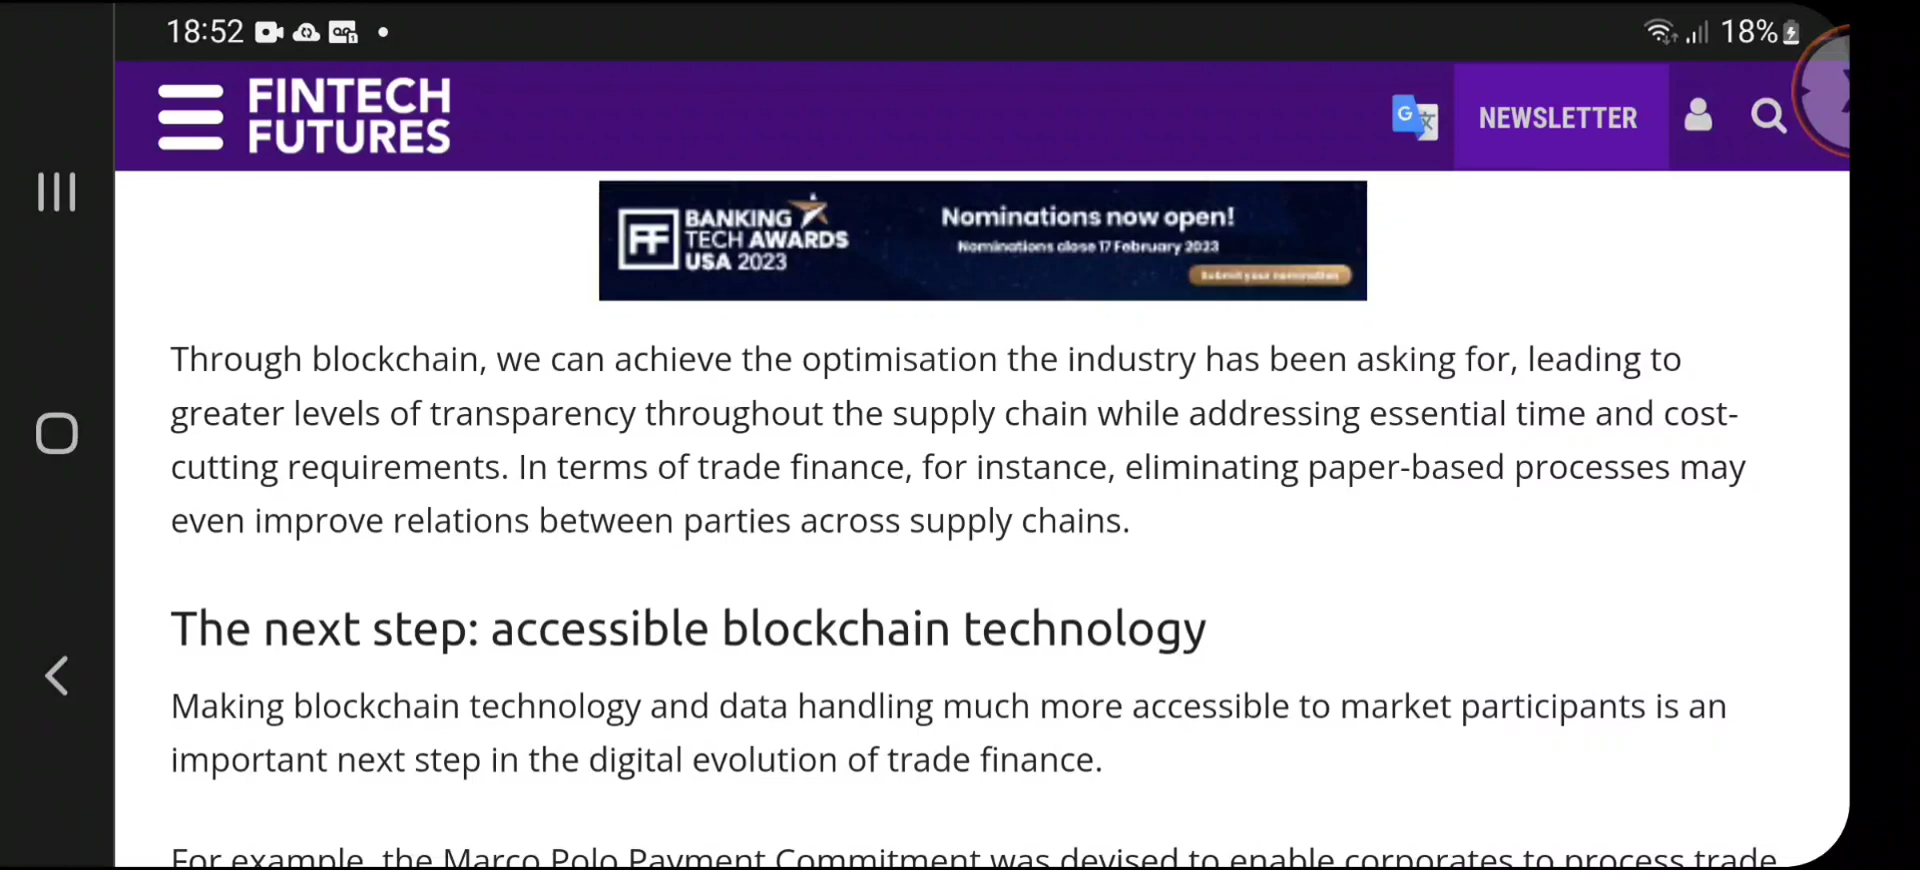 18:52
18%
FINTECH
FUTURES
NEWSLETTER
BANKING
TECH AWARDS
USA 2023
Nominations now open!
Nominations close 17 February 2023
Submit your nomination
Through blockchain, we can achieve the optimisation the industry has been asking for, leading to
greater levels of transparency throughout the supply chain while addressing essential time and cost-
cutting requirements. In terms of trade finance, for instance, eliminating paper-based processes may
even improve relations between parties across supply chains.
The next step: accessible blockchain technology
Making blockchain technology and data handling much more accessible to market participants is an
important next step in the digital evolution of trade finance.
For example, the Marco Polo Payment Commitment was devised to enable corporates to process trade